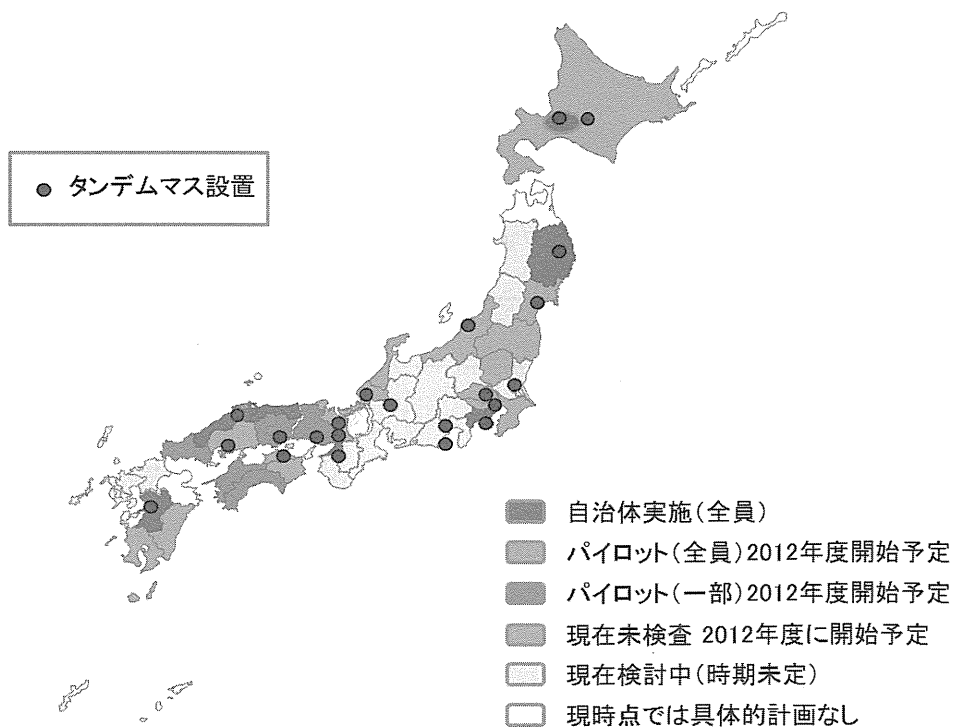 タンデムマス設置
自治体実施(全員)
パイロット(全員)2012年度開始予定
パイロット(一部)2012年度開始予定
現在未検査 2012年度に開始予定
現在検討中(時期未定)
現時点では具体的計画なし